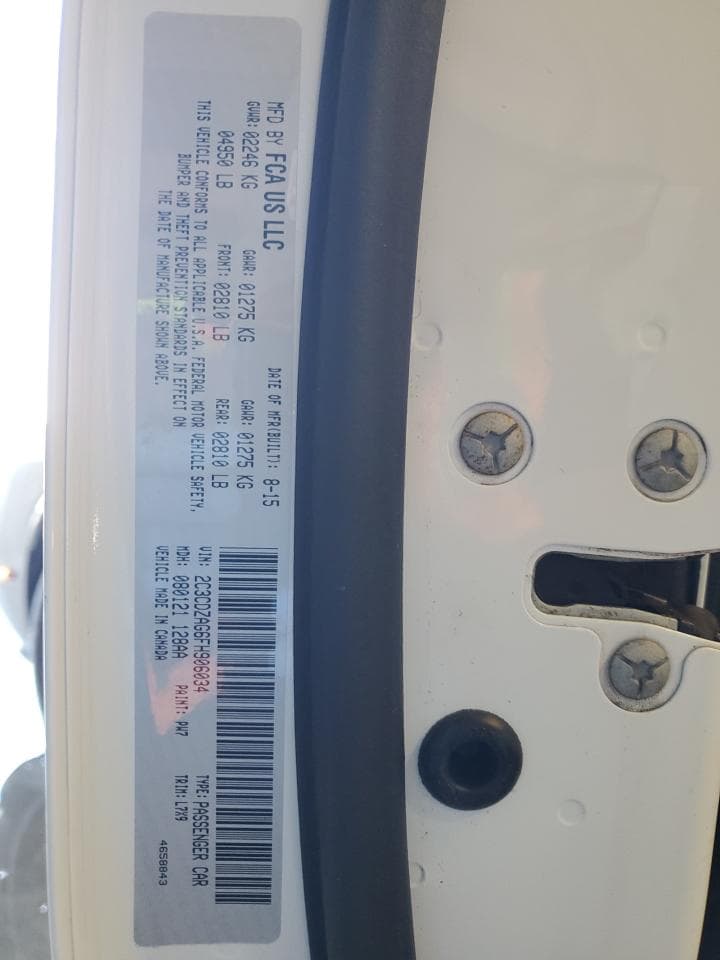 MFD BY FCA US LLC DATE OF MFR(BUILT): 8-15
GVWR: 02246 KG GAWR: 01275 KG GAWR: 01275 KG
04950 LB FRONT: 02810 LB REAR: 02810 LB
THIS VEHICLE CONFORMS TO ALL APPLICABLE U.S.A. FEDERAL MOTOR VEHICLE SAFETY,
BUMPER AND THEFT PREVENTION STANDARDS IN EFFECT ON
THE DATE OF MANUFACTURE SHOWN ABOVE.
VIN: 2C3CDZAG6FH906034 TYPE: PASSENGER CAR
MDH: 080121 128AA PAINT: PW7 TRIM: L7X9
VEHICLE MADE IN CANADA 4658843